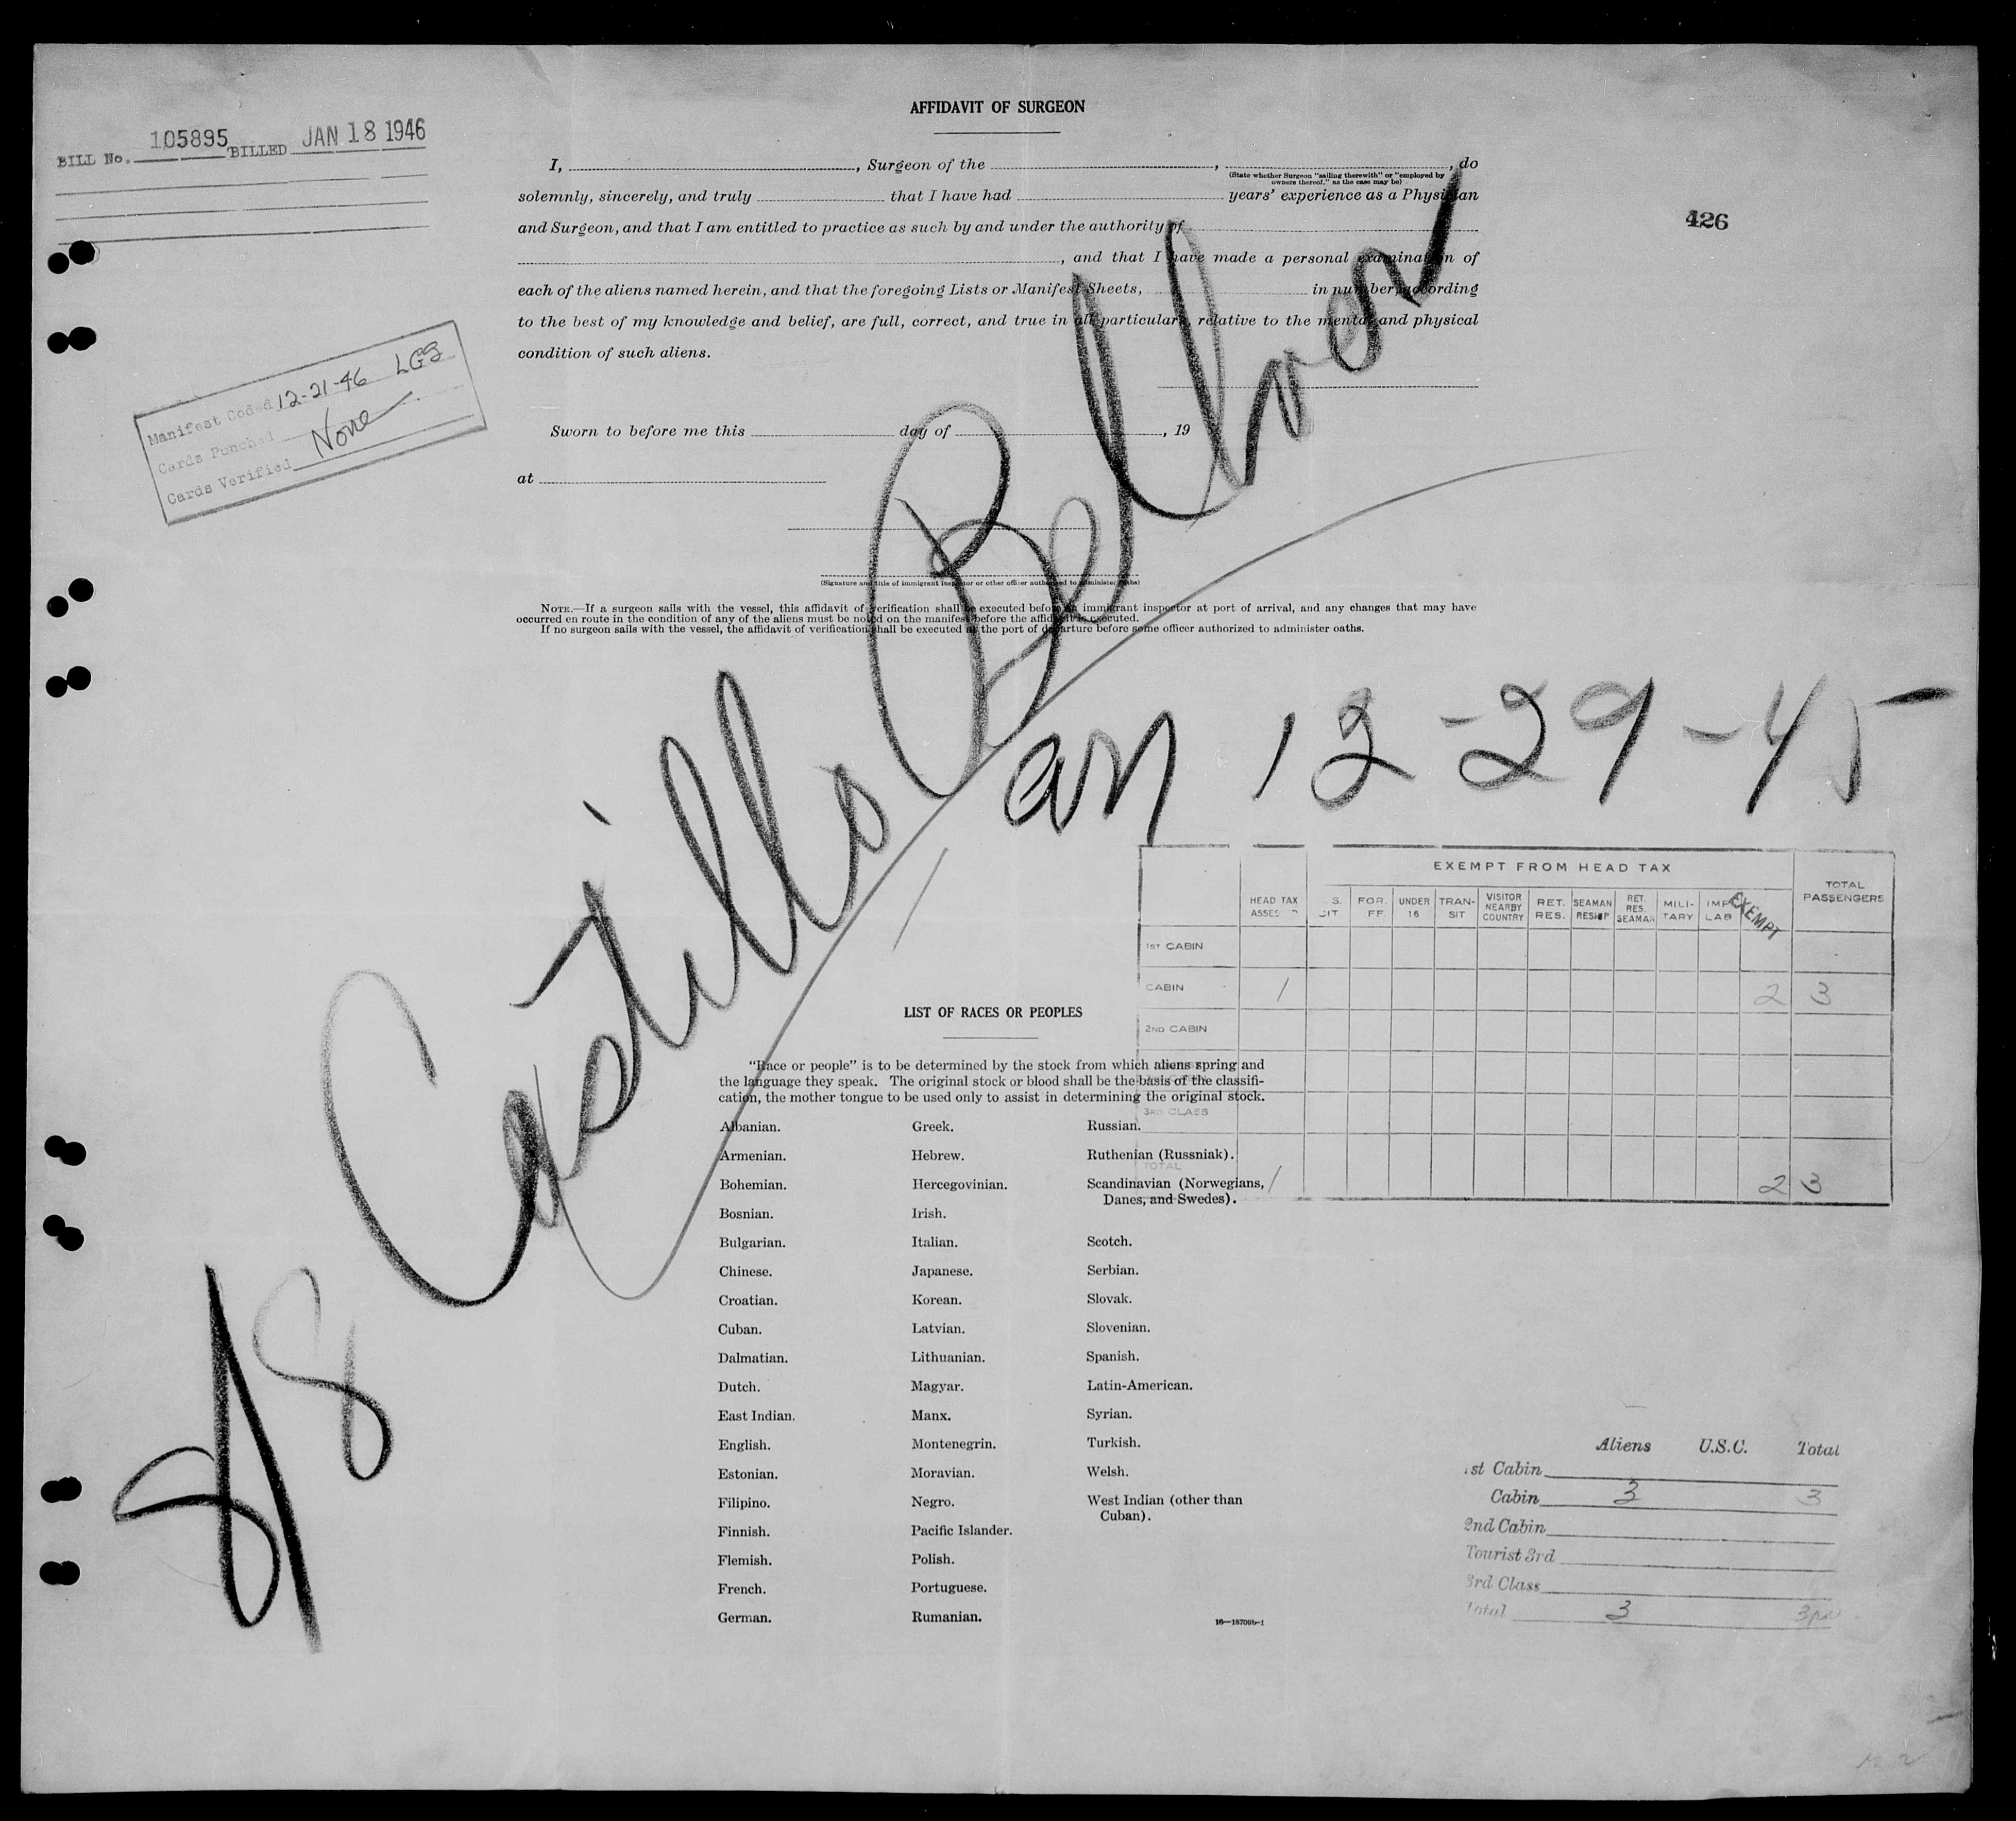 AFFIDAVIT OF SURGEON
BILL No. 105895 BILLED JAN 18 1946
I, , Surgeon of the , , do
(State whether Surgeon "sailing therewith" or "employed by
owners thereof," as the case may be)
solemnly, sincerely, and truly that I have had years' experience as a Physician
and Surgeon, and that I am entitled to practice as such by and under the authority of
, and that I have made a personal examination of
each of the aliens named herein, and that the foregoing Lists or Manifest Sheets, in number, according
to the best of my knowledge and belief, are full, correct, and true in all particulars, relative to the mental and physical
condition of such aliens.
426
Manifest Coded 12-21-46 LGS
Cards Punched
Cards Verified None
Sworn to before me this day of , 19
at
(Signature and title of immigrant inspector or other officer authorized to administer oaths)
NOTE.—If a surgeon sails with the vessel, this affidavit of verification shall be executed before an immigrant inspector at port of arrival, and any changes that may have
occurred en route in the condition of any of the aliens must be noted on the manifest before the affidavit is executed.
If no surgeon sails with the vessel, the affidavit of verification shall be executed at the port of departure before some officer authorized to administer oaths.
S/S Castillo Bellver
arr 12-29-45
EXEMPT FROM HEAD TAX
HEAD TAX
FOR. UNDER 16 TRANSIT VISITOR NEARBY COUNTRY RET. RES. SEAMAN RET. RES. SEAMAN MILITARY LAB EXEMPT TOTAL PASSENGERS
1ST CABIN
CABIN 1 2 3
2ND CABIN
3RD CLASS
TOTAL 1 2 3
LIST OF RACES OR PEOPLES
"Race or people" is to be determined by the stock from which aliens spring and
the language they speak. The original stock or blood shall be the basis of the classifi-
cation, the mother tongue to be used only to assist in determining the original stock.
Albanian.
Armenian.
Bohemian.
Bosnian.
Bulgarian.
Chinese.
Croatian.
Cuban.
Dalmatian.
Dutch.
East Indian.
English.
Estonian.
Filipino.
Finnish.
Flemish.
French.
German.
Greek.
Hebrew.
Hercegovinian.
Irish.
Italian.
Japanese.
Korean.
Latvian.
Lithuanian.
Magyar.
Manx.
Montenegrin.
Moravian.
Negro.
Pacific Islander.
Polish.
Portuguese.
Rumanian.
Russian.
Ruthenian (Russniak).
Scandinavian (Norwegians,
Danes, and Swedes).
Scotch.
Serbian.
Slovak.
Slovenian.
Spanish.
Latin-American.
Syrian.
Turkish.
Welsh.
West Indian (other than
Cuban).
16—18709b-1
Aliens U.S.C. Total
1st Cabin
Cabin 3 3
2nd Cabin
Tourist 3rd
3rd Class
Total 3 3